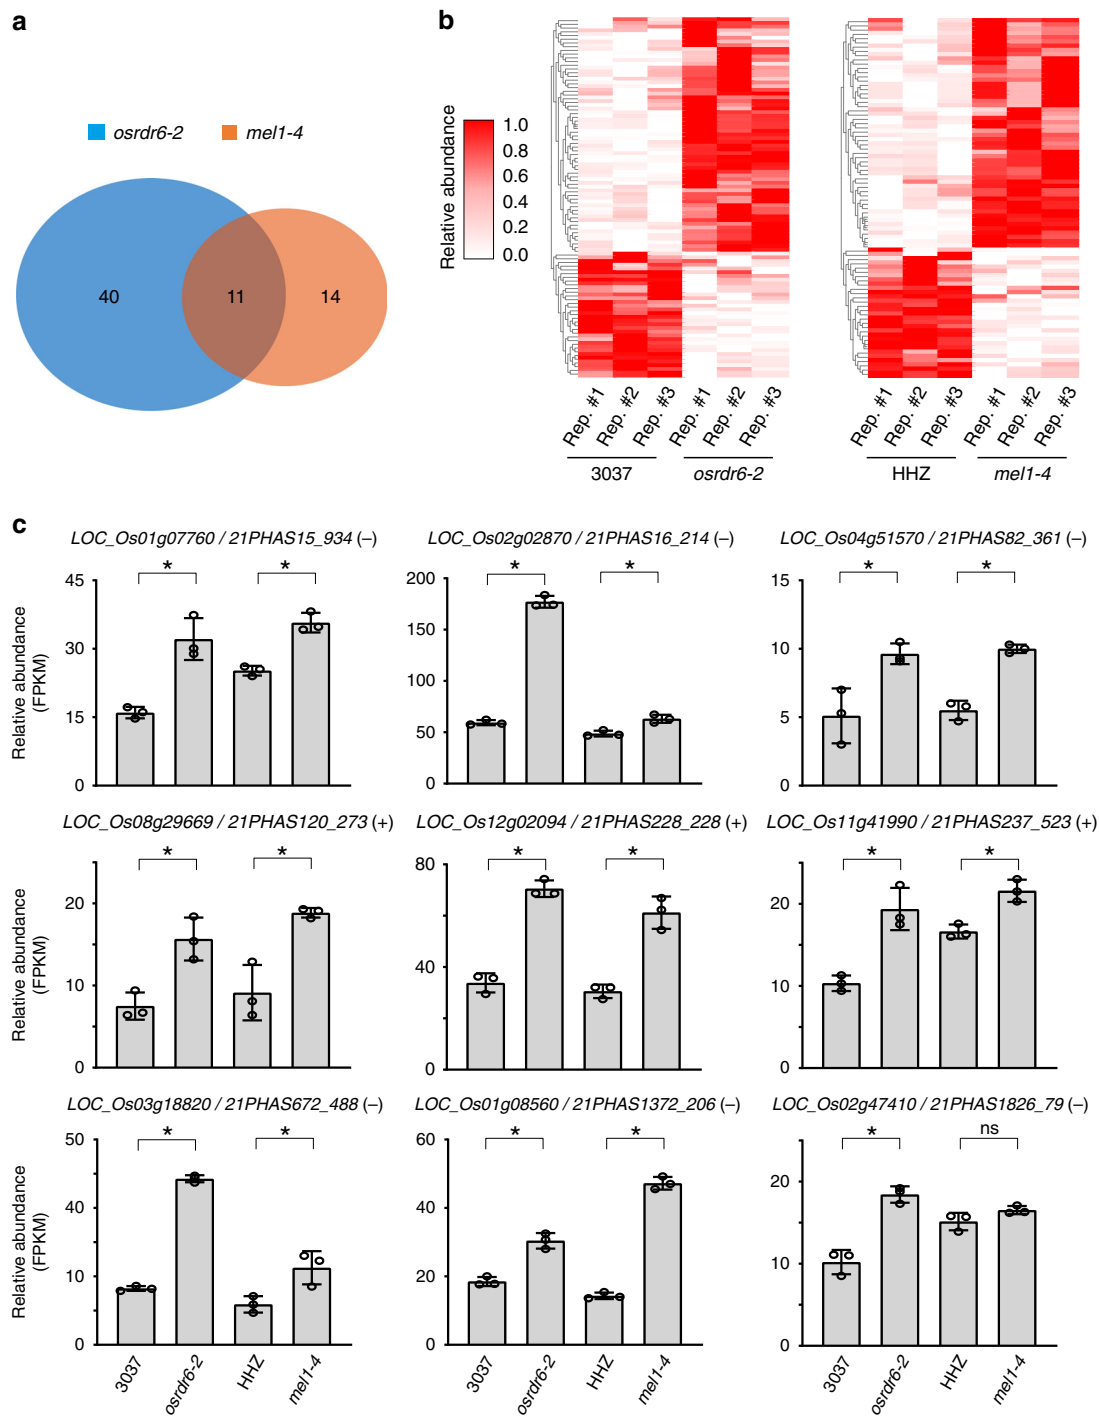 a
osrdr6-2
mel1-4
40
11
14
b
Relative abundance
1.0
0.8
0.6
0.4
0.2
0.0
Rep. #1
Rep. #2
Rep. #3
Rep. #1
Rep. #2
Rep. #3
3037
osrdr6-2
Rep. #1
Rep. #2
Rep. #3
Rep. #1
Rep. #2
Rep. #3
HHZ
mel1-4
c
LOC_Os01g07760 / 21PHAS15_934 (–)
Relative abundance
(FPKM)
45
30
15
0
*
*
LOC_Os02g02870 / 21PHAS16_214 (–)
200
150
100
50
0
*
*
LOC_Os04g51570 / 21PHAS82_361 (–)
15
10
5
0
*
*
LOC_Os08g29669 / 21PHAS120_273 (+)
Relative abundance
(FPKM)
20
10
0
*
*
LOC_Os12g02094 / 21PHAS228_228 (+)
80
40
0
*
*
LOC_Os11g41990 / 21PHAS237_523 (+)
20
10
0
*
*
LOC_Os03g18820 / 21PHAS672_488 (–)
Relative abundance
(FPKM)
50
40
10
0
*
*
3037
osrdr6-2
HHZ
mel1-4
LOC_Os01g08560 / 21PHAS1372_206 (–)
60
40
20
0
*
*
3037
osrdr6-2
HHZ
mel1-4
LOC_Os02g47410 / 21PHAS1826_79 (–)
20
10
0
*
ns
3037
osrdr6-2
HHZ
mel1-4